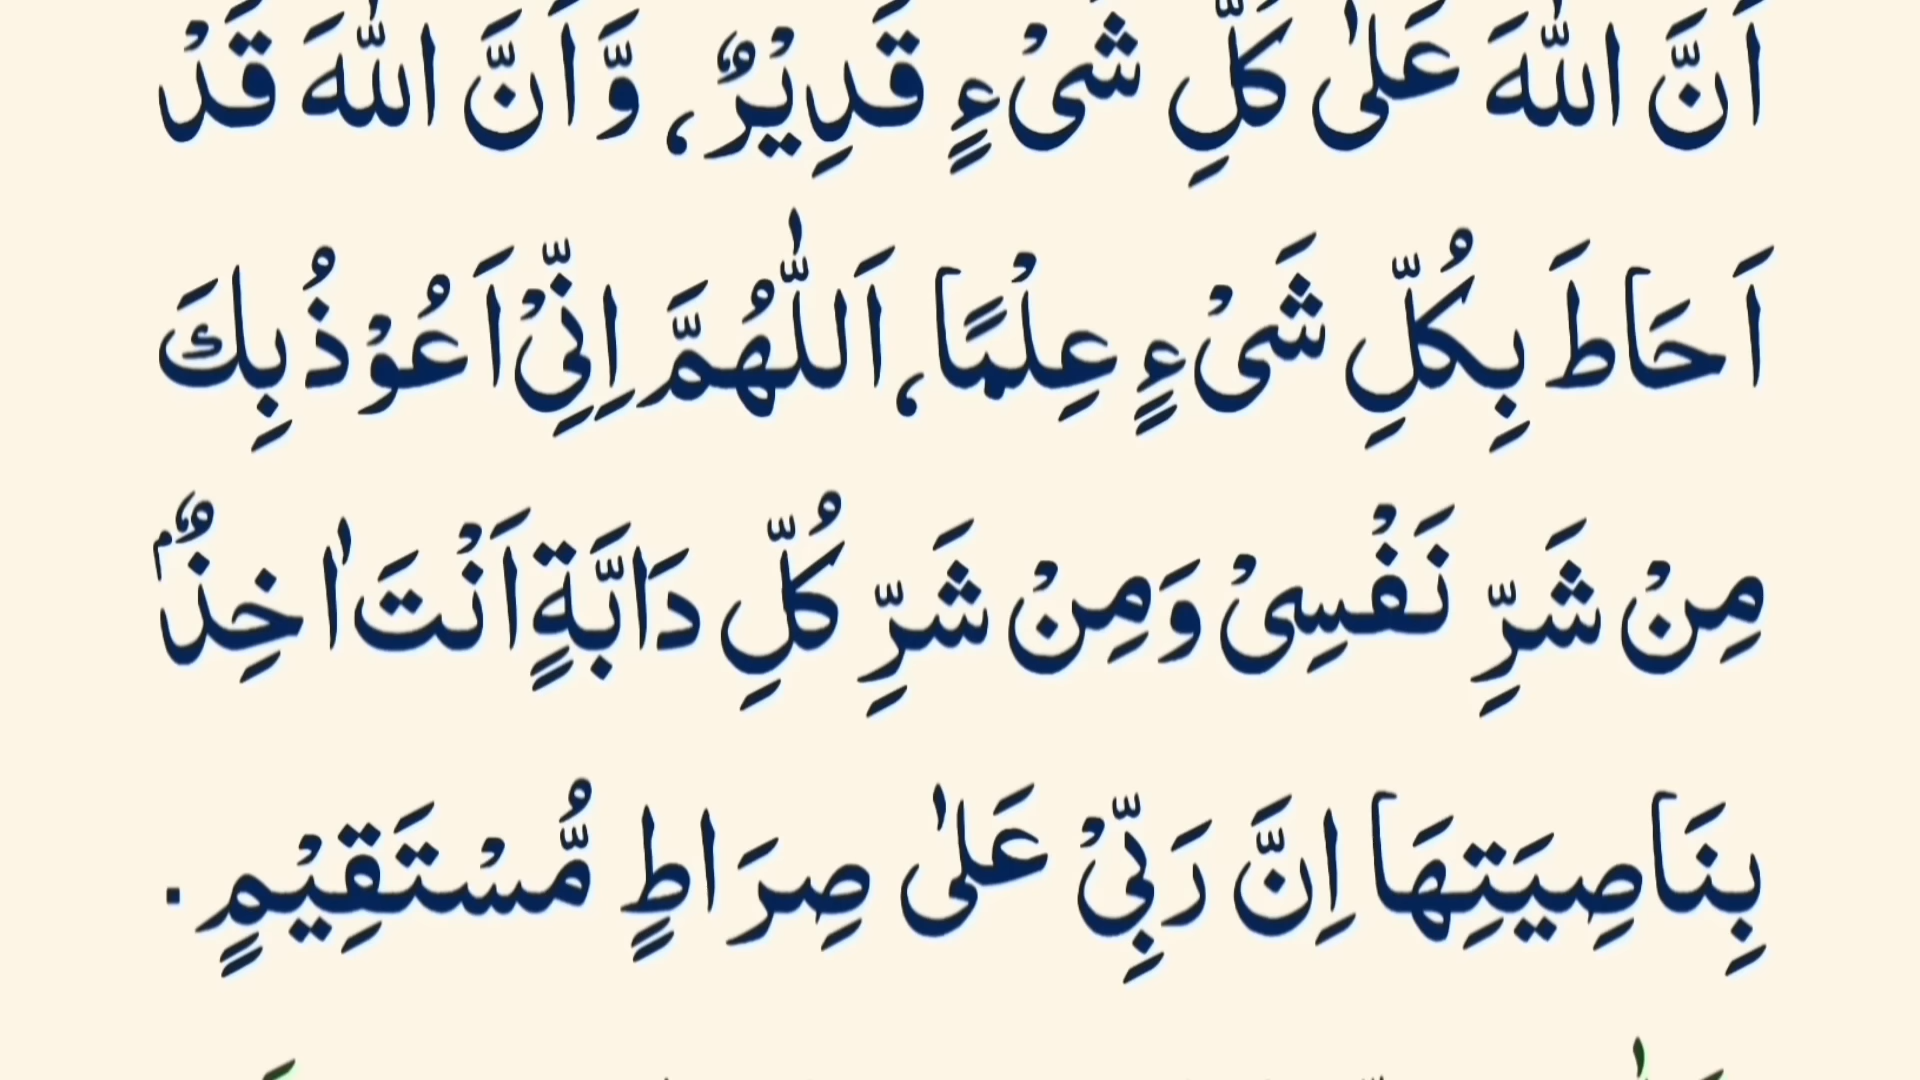 اَنَّ اللّٰهَ عَلٰى كُلِّ شَىْءٍ قَدِيْرٌ، وَّاَنَّ اللّٰهَ قَدْ
اَحَاطَ بِكُلِّ شَىْءٍ عِلْمًا، اَللّٰهُمَّ اِنِّىْ اَعُوْذُ بِكَ
مِنْ شَرِّ نَفْسِىْ وَمِنْ شَرِّ كُلِّ دَابَّةٍ اَنْتَ اٰخِذٌۢ
بِنَاصِيَتِهَا اِنَّ رَبِّىْ عَلٰى صِرَاطٍ مُّسْتَقِيْمٍ.